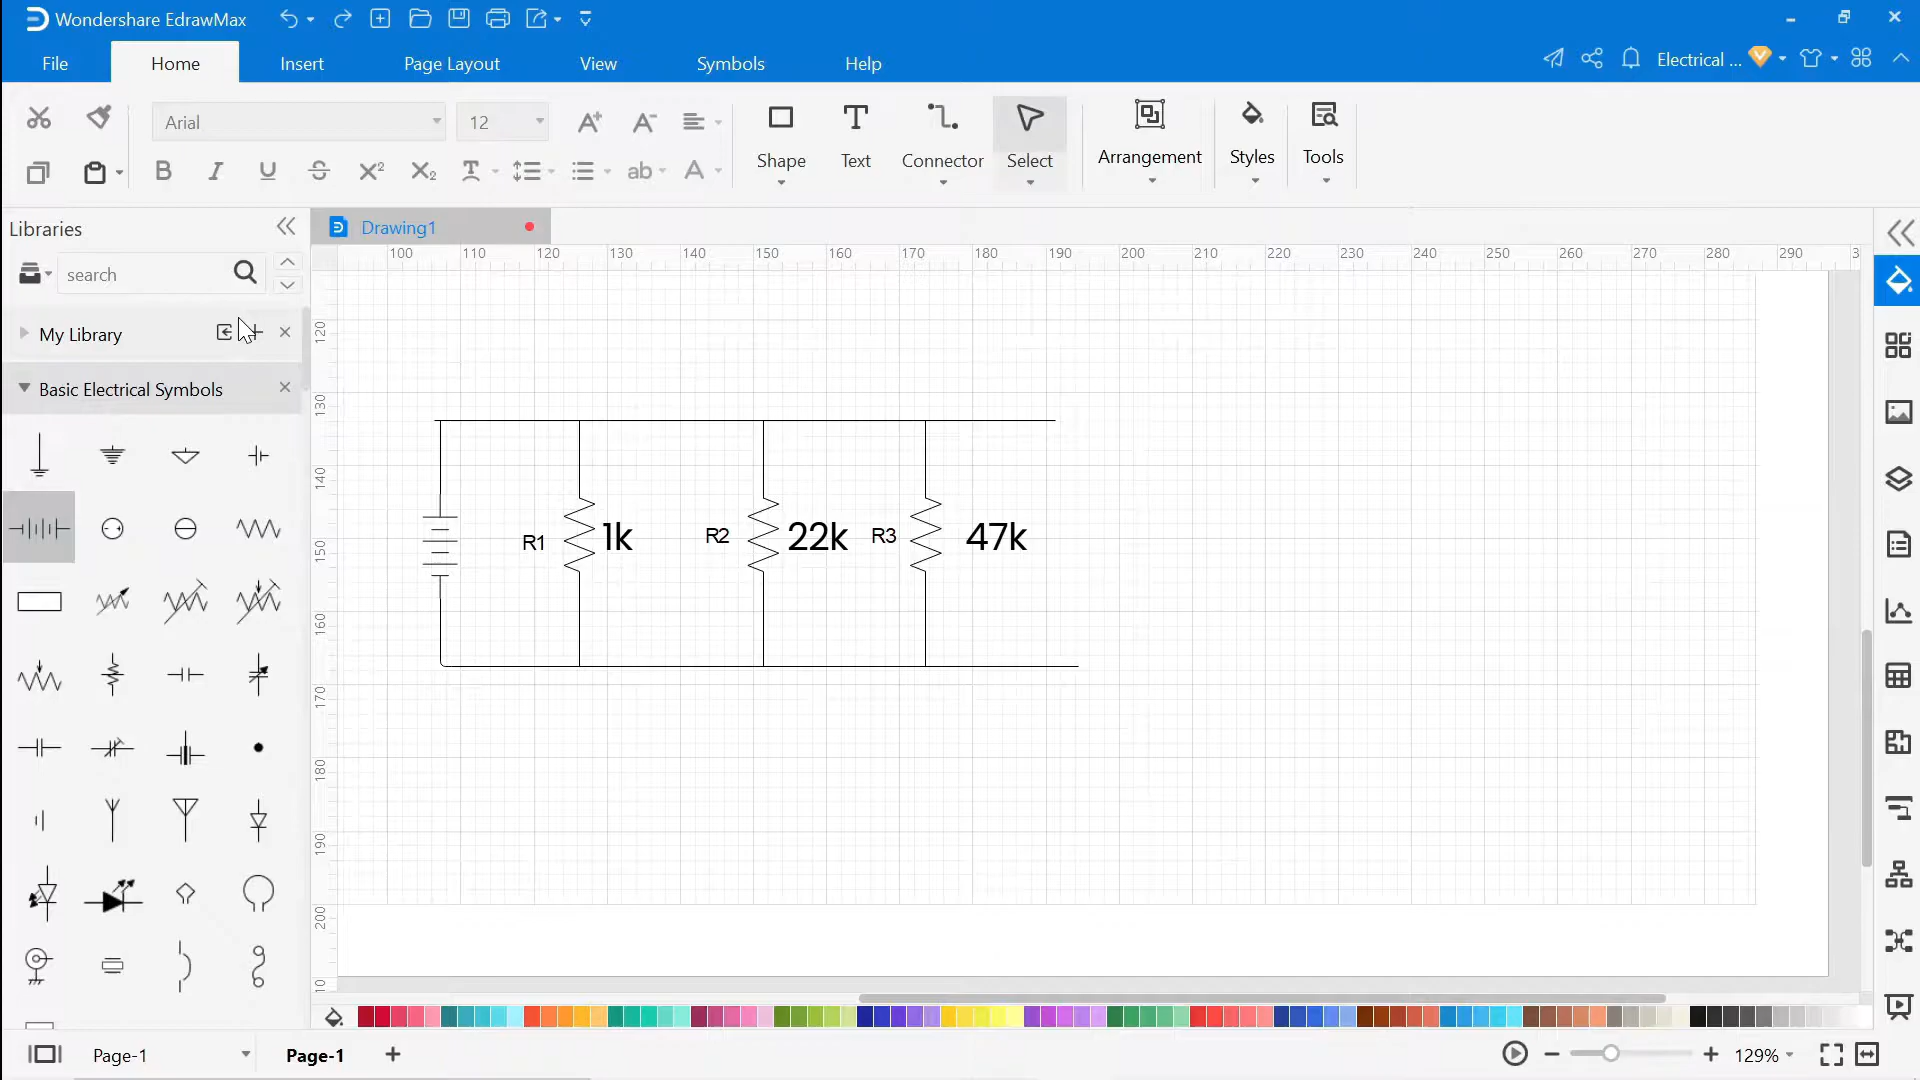 Wondershare EdrawMax
File
Home
Insert
Page Layout
View
Symbols
Help
Electrical ...
Arial
12
Shape
Text
Connector
Select
Arrangement
Styles
Tools
Libraries
Drawing1
search
100 110 120 130 140 150 160 170 180 190 200 210 220 230 240 250 260 270 280 290 3
My Library
Basic Electrical Symbols
120
130
140
150
160
170
180
190
200
10
R1
1k
R2
22k
R3
47k
Page-1
Page-1
129%